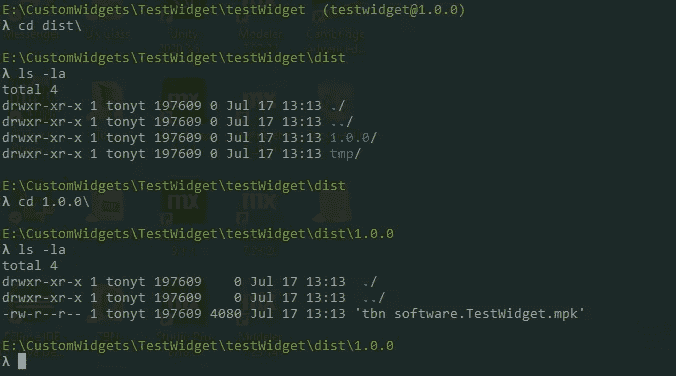 E:\CustomWidgets\TestWidget\testWidget  (testwidget@1.0.0)
λ cd dist\
E:\CustomWidgets\TestWidget\testWidget\dist
λ ls -la
total 4
drwxr-xr-x 1 tonyt 197609 0 Jul 17 13:13 ./
drwxr-xr-x 1 tonyt 197609 0 Jul 17 13:13 ../
drwxr-xr-x 1 tonyt 197609 0 Jul 17 13:13 1.0.0/
drwxr-xr-x 1 tonyt 197609 0 Jul 17 13:13 tmp/
E:\CustomWidgets\TestWidget\testWidget\dist
λ cd 1.0.0\
E:\CustomWidgets\TestWidget\testWidget\dist\1.0.0
λ ls -la
total 4
drwxr-xr-x 1 tonyt 197609    0 Jul 17 13:13  ./
drwxr-xr-x 1 tonyt 197609    0 Jul 17 13:13  ../
-rw-r--r-- 1 tonyt 197609 4080 Jul 17 13:13 'tbn software.TestWidget.mpk'
E:\CustomWidgets\TestWidget\testWidget\dist\1.0.0
λ